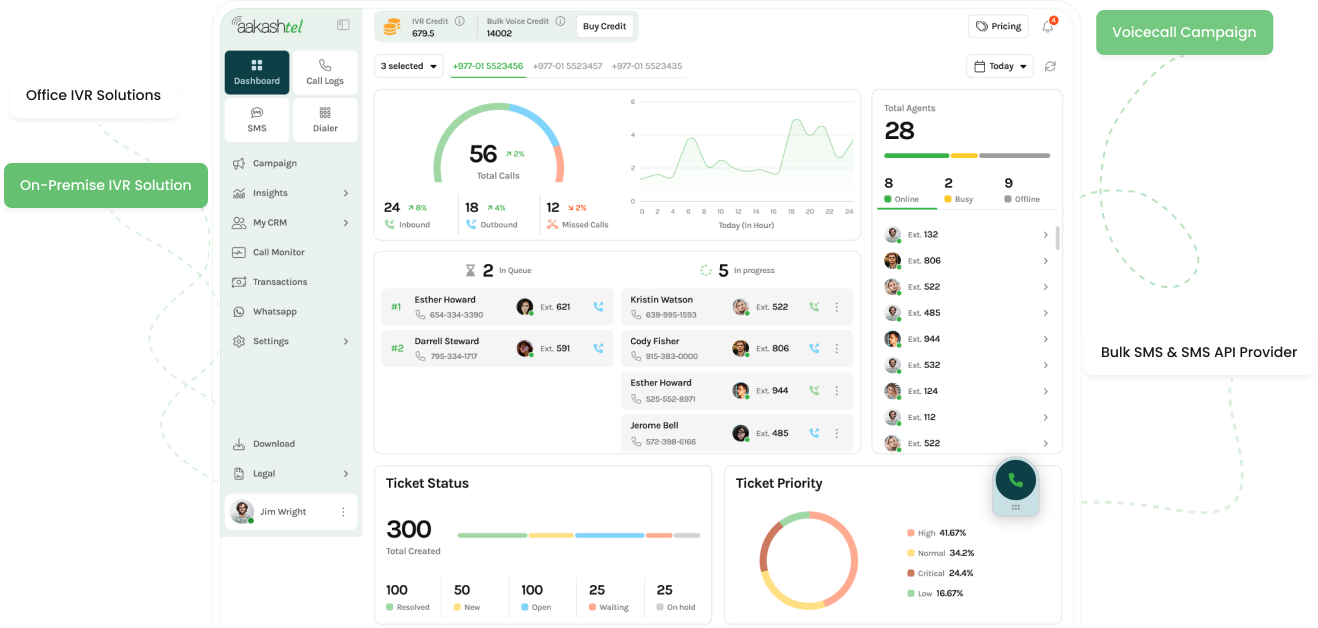 Office IVR Solutions
On-Premise IVR Solution
Voicecall Campaign
Bulk SMS & SMS API Provider
aakashtel
Dashboard
Call Logs
SMS
Dialer
Campaign
Insights
My CRM
Call Monitor
Transactions
Whatsapp
Settings
Download
Legal
Jim Wright
IVR Credit
679.5
Bulk Voice Credit
14002
Buy Credit
Pricing
4
3 selected
+977-01 5523456 +977-01 5523457 +977-01 5523435
Today
56 2%
Total Calls
24 8%
Inbound
18 4%
Outbound
12 2%
Missed Calls
6
4
2
0
0 2 4 6 8 10 12 14 16 18 20 22 24
Today (In Hour)
Total Agents
28
8
Online
2
Busy
9
Offline
Ext. 132
Ext. 806
Ext. 522
Ext. 485
Ext. 944
Ext. 532
Ext. 124
Ext. 112
Ext. 522
2 In Queue
#1 Esther Howard
654-334-3390
Ext. 621
#2 Darrell Steward
795-334-1717
Ext. 591
5 In progress
Kristin Watson
639-995-1593
Ext. 522
Cody Fisher
915-383-0000
Ext. 806
Esther Howard
525-552-8971
Ext. 944
Jerome Bell
572-398-6166
Ext. 485
Ticket Status
300
Total Created
100
Resolved
50
New
100
Open
25
Waiting
25
On hold
Ticket Priority
High 41.67%
Normal 34.2%
Critical 24.4%
Low 16.67%